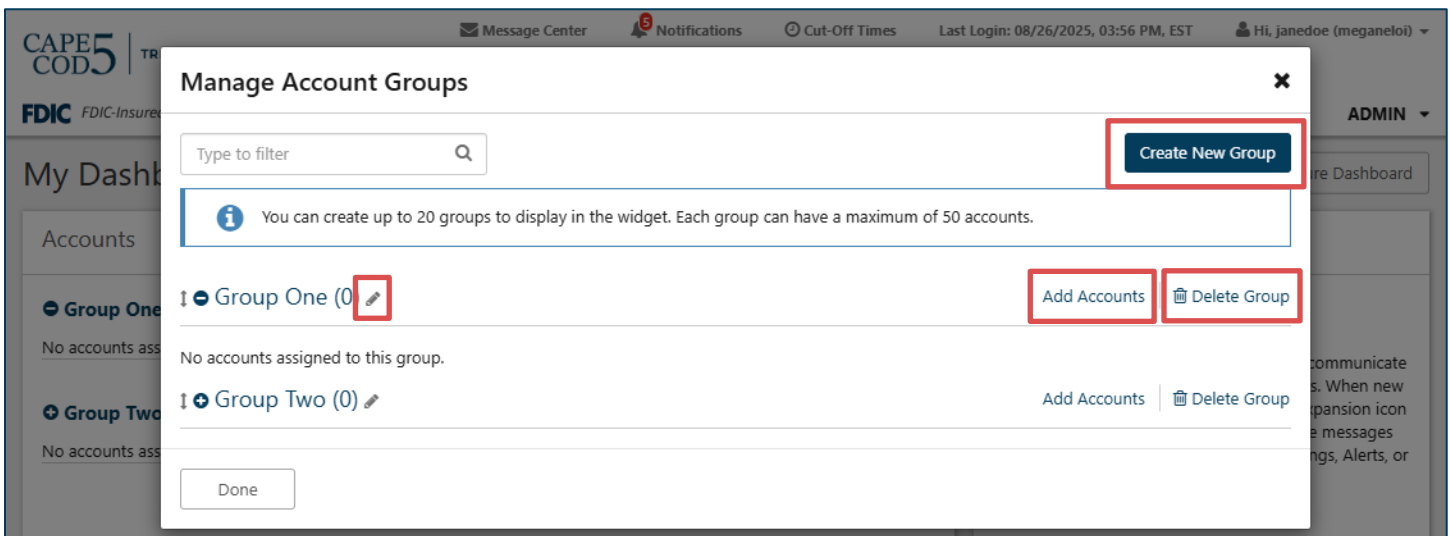 Message Center 5 Notifications Cut-Off Times Last Login: 08/26/2025, 03:56 PM, EST Hi, janedoe (meganeloi)
CAPE
COD 5 TR
FDIC FDIC-Insured
ADMIN
Manage Account Groups
Type to filter
Create New Group
My Dashb
re Dashboard
You can create up to 20 groups to display in the widget. Each group can have a maximum of 50 accounts.
Accounts
Group One (0) Add Accounts Delete Group
Group One
No accounts ass
No accounts assigned to this group.
communicate
s. When new
Group Two (0) Add Accounts Delete Group
Group Two
pansion icon
e messages
No accounts ass
ngs, Alerts, or
Done